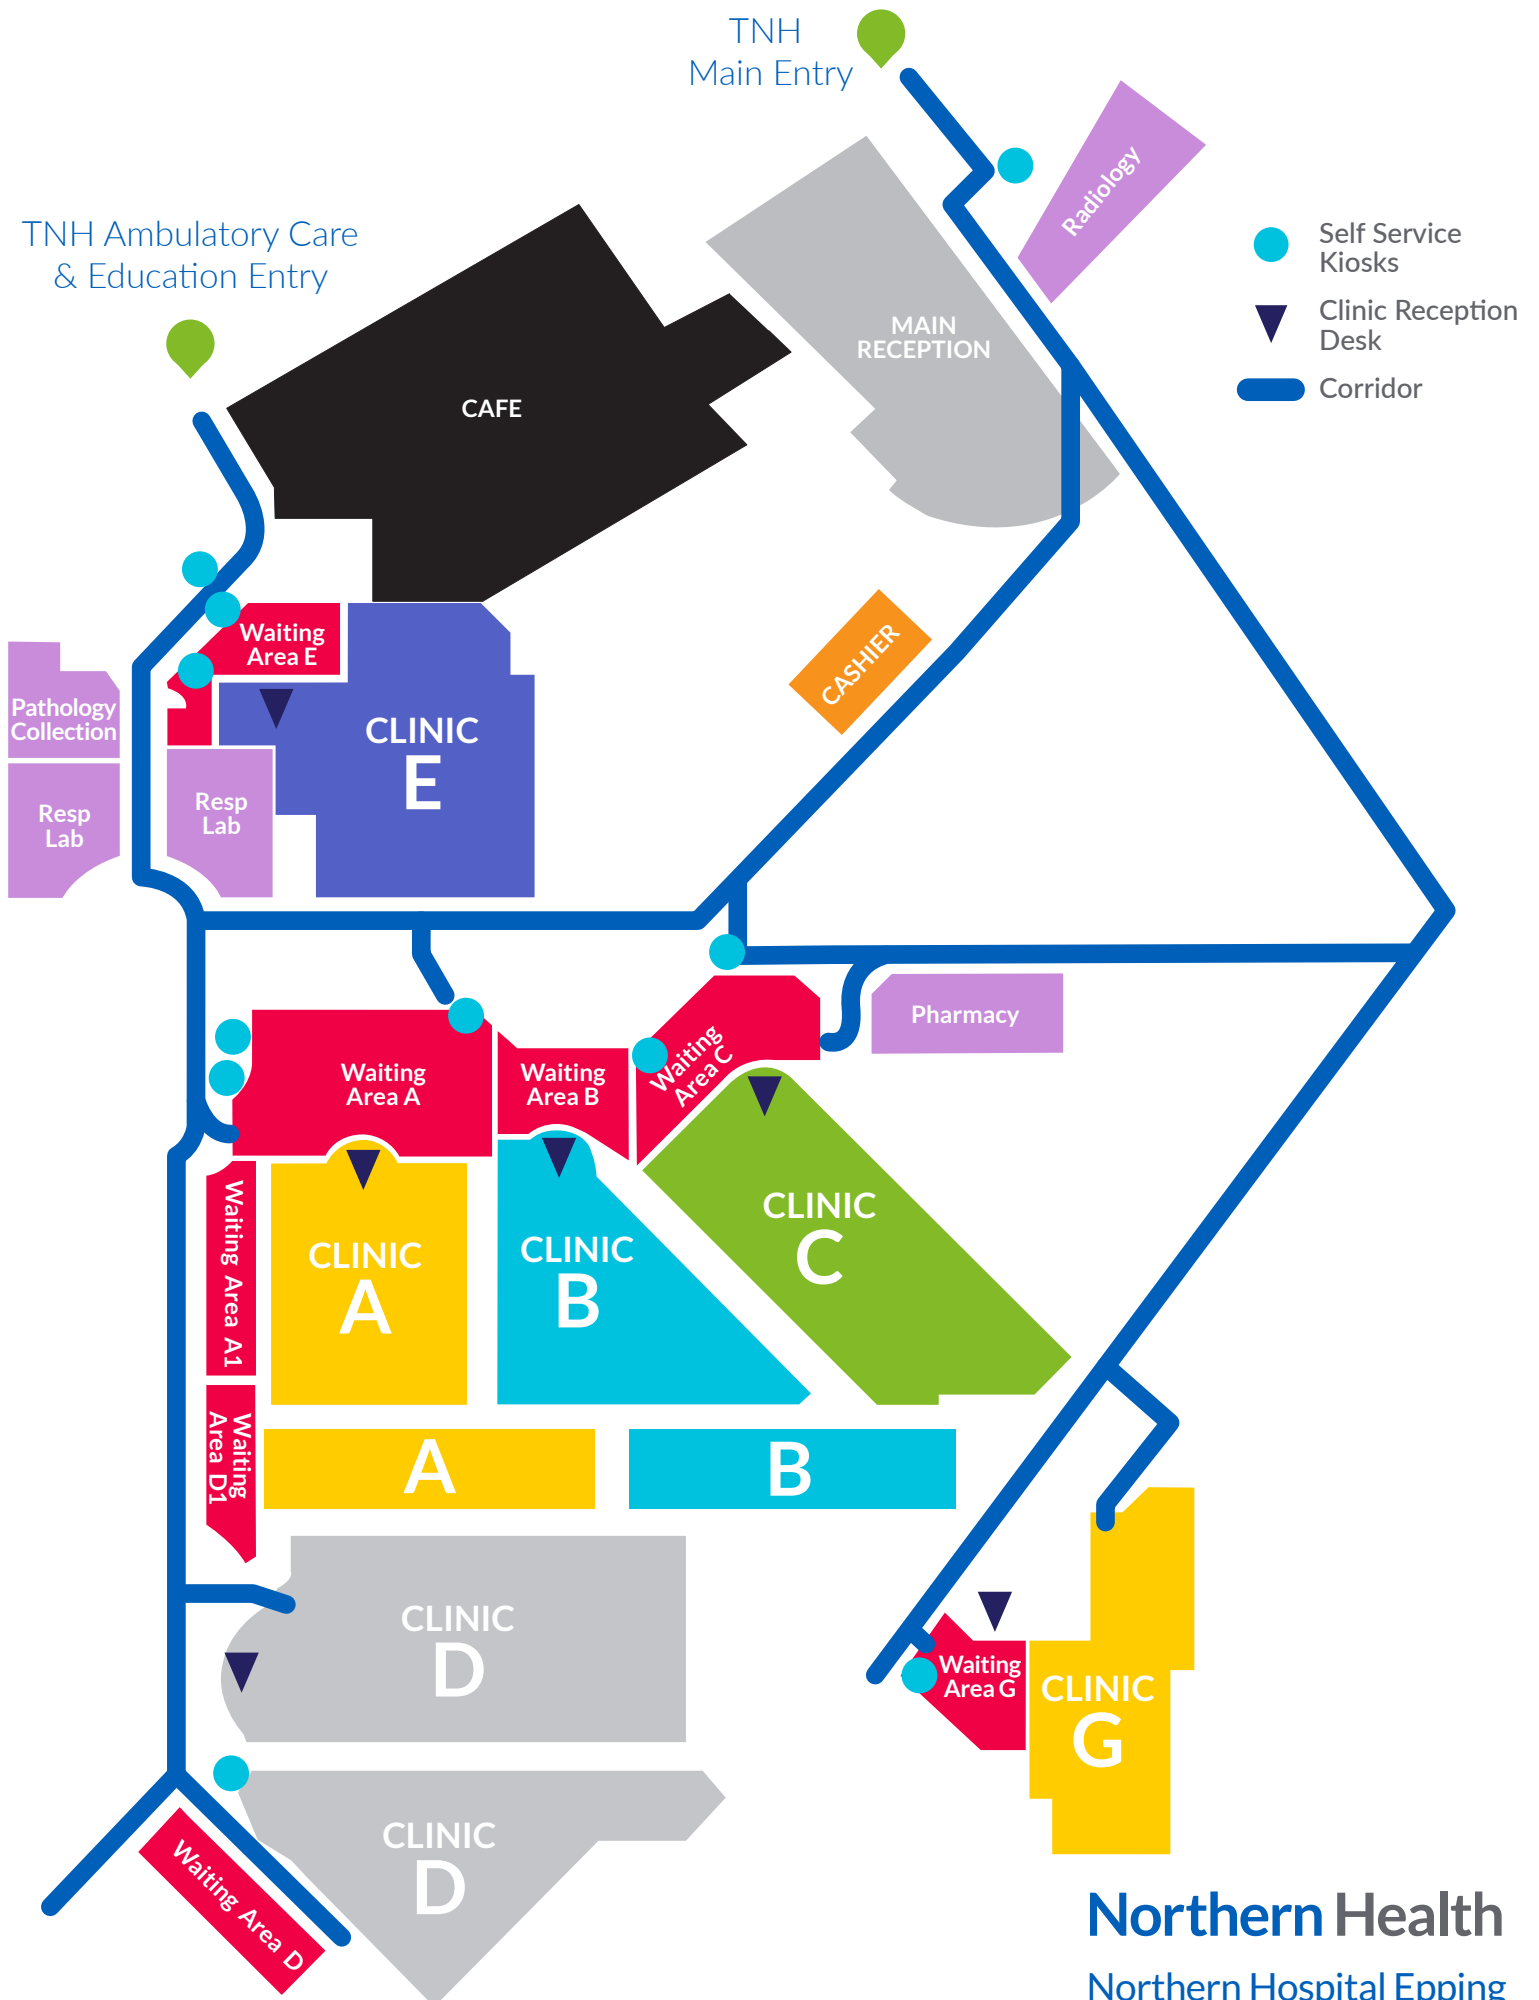 TNH
Main Entry
Radiology
TNH Ambulatory Care
& Education Entry
Self Service
Kiosks
Clinic Reception
Desk
Corridor
MAIN
RECEPTION
CAFE
CASHIER
Waiting
Area E
Pathology
Collection
CLINIC
E
Resp
Lab
Resp
Lab
Pharmacy
Waiting
Area A
Waiting
Area B
Waiting
Area C
CLINIC
A
CLINIC
B
CLINIC
C
Waiting Area A1
Waiting
Area D1
A
B
CLINIC
D
Waiting
Area G
CLINIC
G
CLINIC
D
Waiting Area D
Northern Health
Northern Hospital Epping